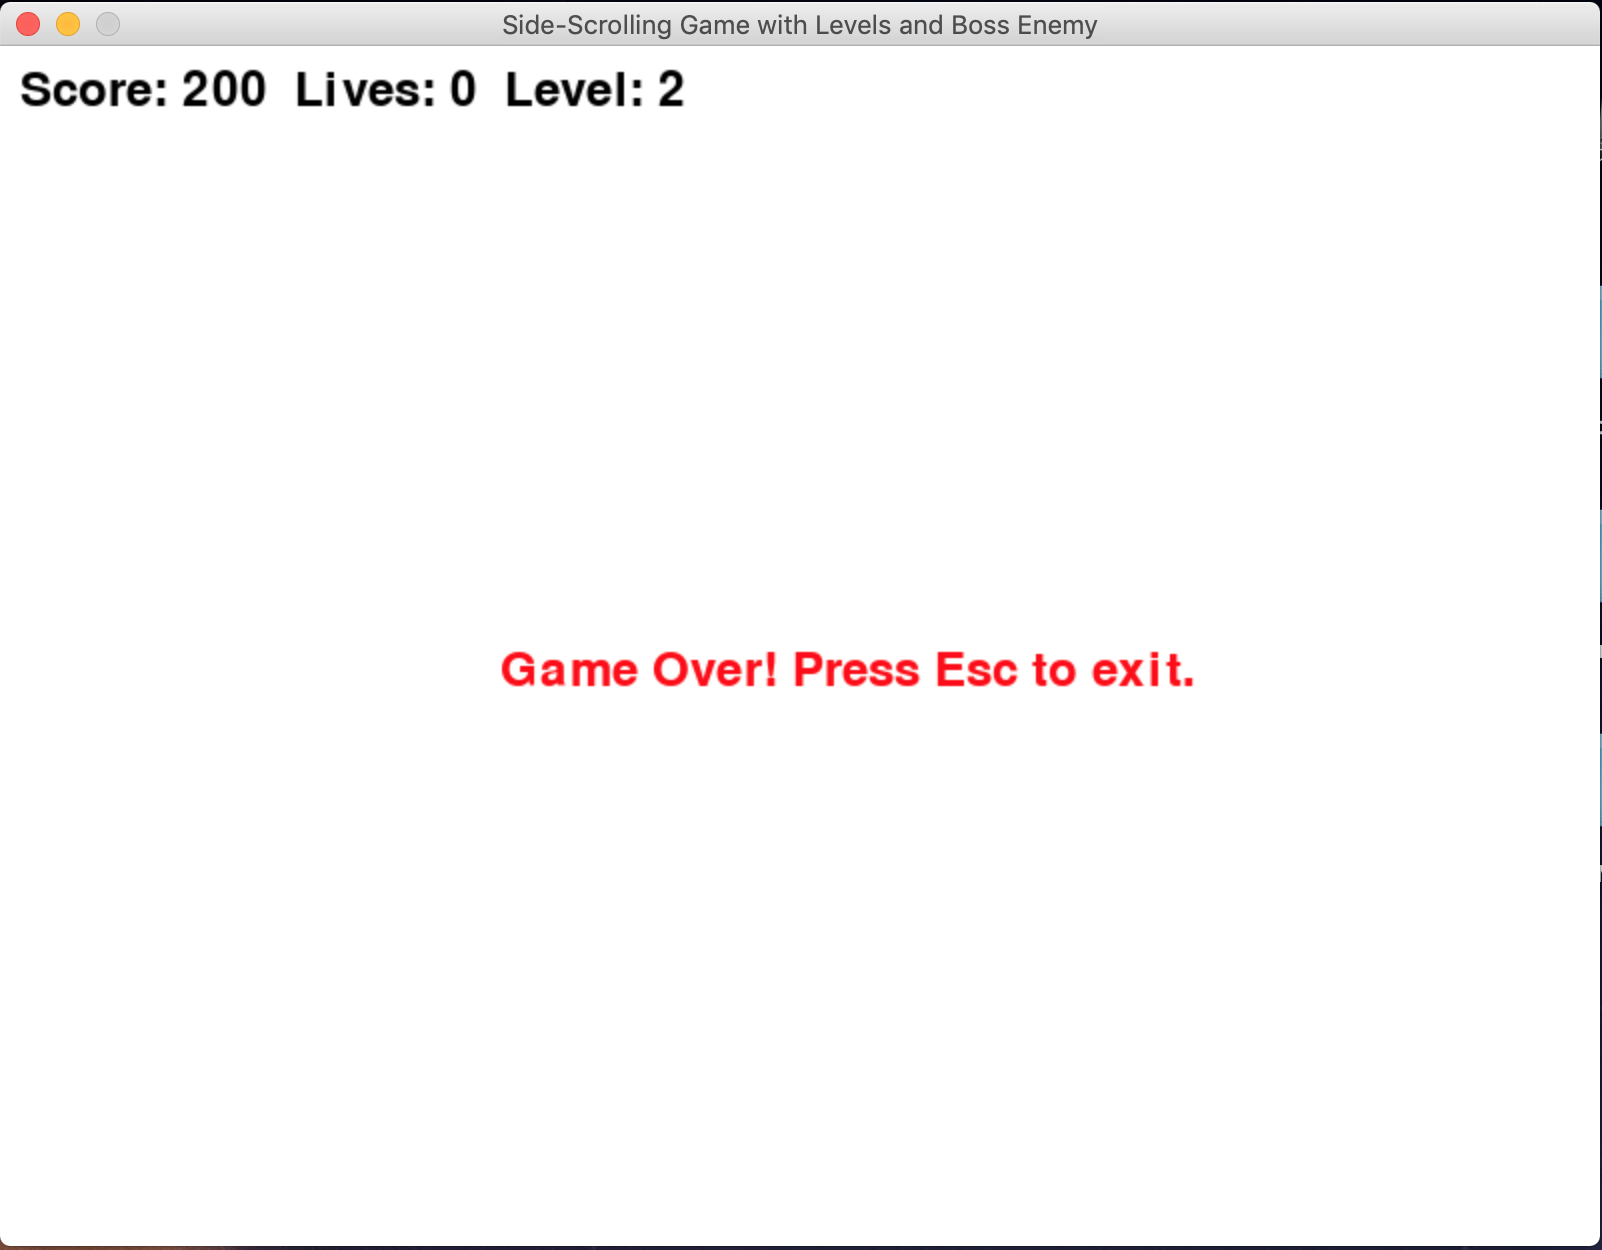 Side-Scrolling Game with Levels and Boss Enemy
Score: 200 Lives: 0 Level: 2
Game Over! Press Esc to exit.